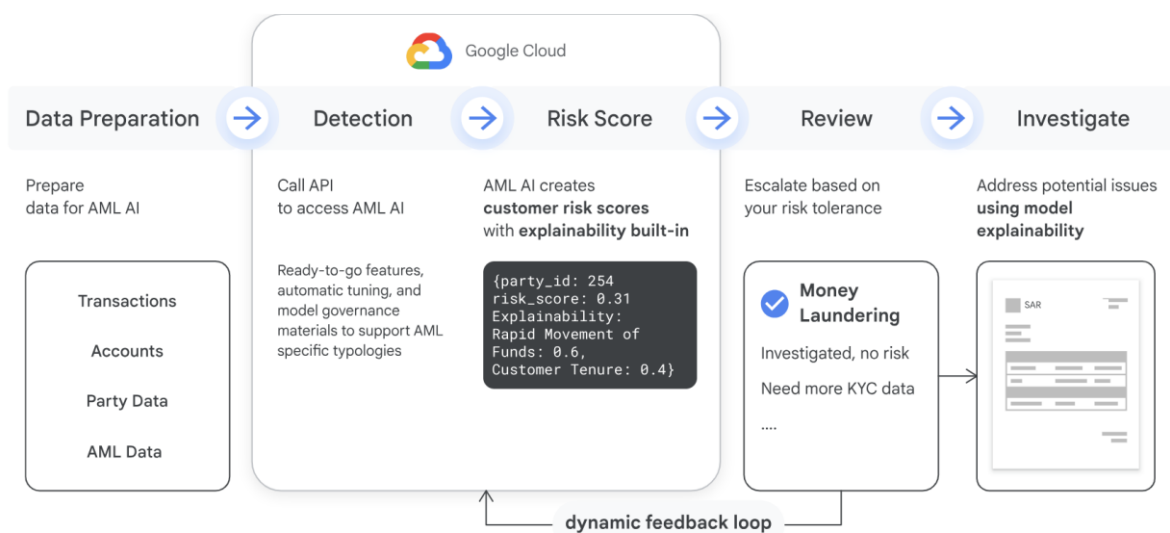 Google Cloud
Data Preparation
Detection
Risk Score
Review
Investigate
Prepare
data for AML AI
Call API
to access AML AI
AML AI creates
customer risk scores
with explainability built-in
Escalate based on
your risk tolerance
Address potential issues
using model
explainability
Transactions
Accounts
Party Data
AML Data
Ready-to-go features,
automatic tuning, and
model governance
materials to support AML
specific typologies
{party_id: 254
risk_score: 0.31
Explainability:
Rapid Movement of
Funds: 0.6,
Customer Tenure: 0.4}
Money
Laundering
Investigated, no risk
Need more KYC data
....
SAR
dynamic feedback loop